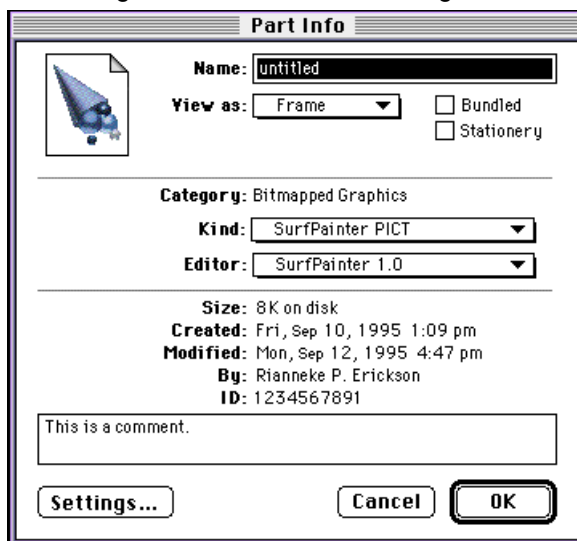 Part Info
Name: untitled
View as: Frame
Bundled
Stationery
Category: Bitmapped Graphics
Kind: SurfPainter PICT
Editor: SurfPainter 1.0
Size: 8K on disk
Created: Fri, Sep 10, 1995 1:09 pm
Modified: Mon, Sep 12, 1995 4:47 pm
By: Rianneke P. Erickson
ID: 1234567891
This is a comment.
Settings... Cancel OK